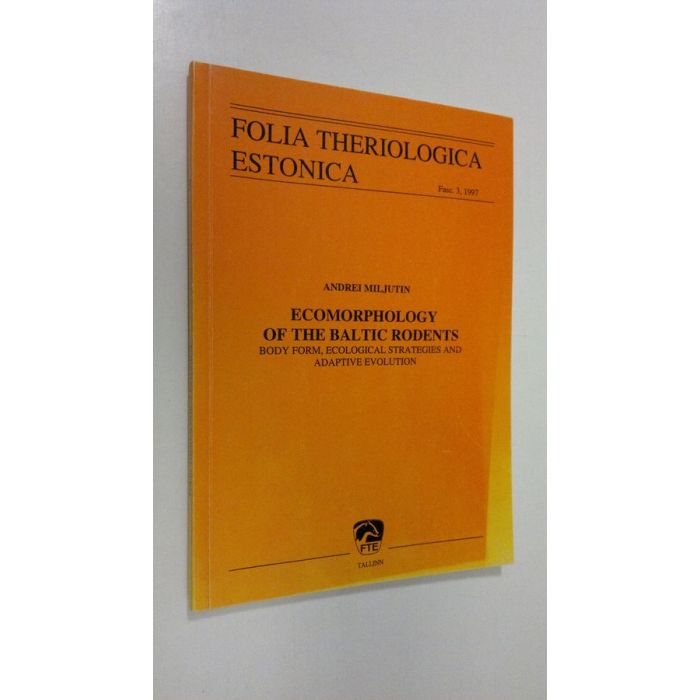 FOLIA THERIOLOGICA
ESTONICA
Fasc. 3, 1997
ANDREI MILJUTIN
ECOMORPHOLOGY
OF THE BALTIC RODENTS
BODY FORM, ECOLOGICAL STRATEGIES AND
ADAPTIVE EVOLUTION
FTE
TALLINN